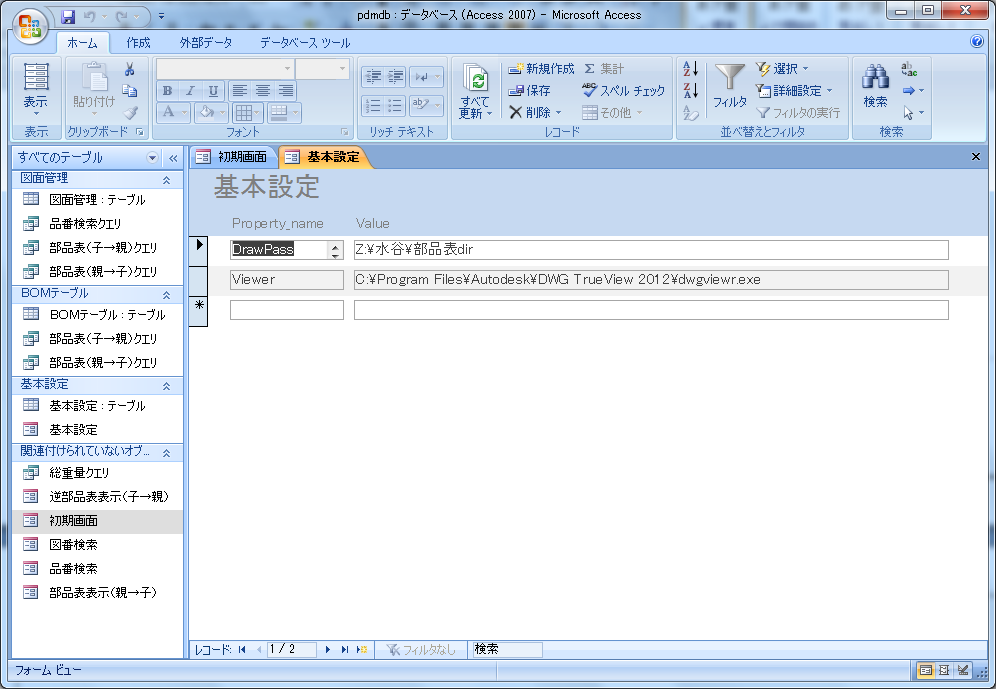 pdmdb : データベース (Access 2007) - Microsoft Access
ホーム 作成 外部データ データベース ツール
表示
貼り付け
B I U
A
すべて更新
新規作成
保存
削除
Σ 集計
スペル チェック
その他
フィルタ
選択
詳細設定
フィルタの実行
検索
表示 クリップボード フォント リッチ テキスト レコード 並べ替えとフィルタ 検索
すべてのテーブル
図面管理
図面管理 : テーブル
品番検索クエリ
部品表(子→親)クエリ
部品表(親→子)クエリ
BOMテーブル
BOMテーブル : テーブル
部品表(子→親)クエリ
部品表(親→子)クエリ
基本設定
基本設定 : テーブル
基本設定
関連付けられていないオブ...
総重量クエリ
逆部品表表示(子→親)
初期画面
図番検索
品番検索
部品表表示(親→子)
初期画面 基本設定
基本設定
Property_name Value
DrawPass Z:¥水谷¥部品表dir
Viewer C:¥Program Files¥Autodesk¥DWG TrueView 2012¥dwgviewr.exe
レコード: 1 / 2 フィルタなし 検索
フォーム ビュー